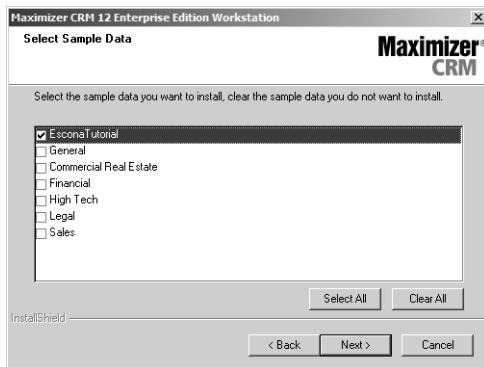 Maximizer CRM 12 Enterprise Edition Workstation
Select Sample Data
Maximizer
CRM
Select the sample data you want to install, clear the sample data you do not want to install.
EsconaTutorial
General
Commercial Real Estate
Financial
High Tech
Legal
Sales
Select All
Clear All
InstallShield
< Back
Next >
Cancel